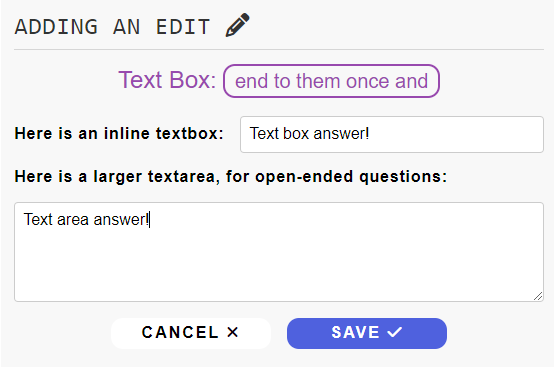 ADDING AN EDIT
Text Box: end to them once and
Here is an inline textbox: Text box answer!
Here is a larger textarea, for open-ended questions:
Text area answer!
CANCEL SAVE